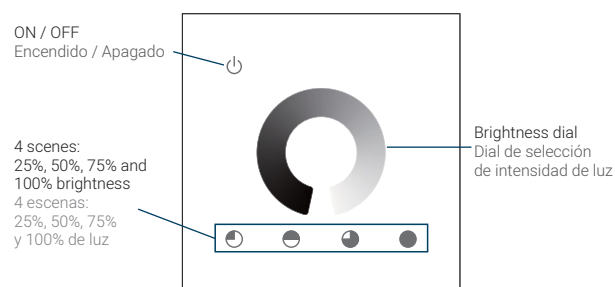 ON / OFF
Encendido / Apagado
4 scenes:
25%, 50%, 75% and
100% brightness
4 escenas:
25%, 50%, 75%
y 100% de luz
Brightness dial
Dial de selección
de intensidad de luz